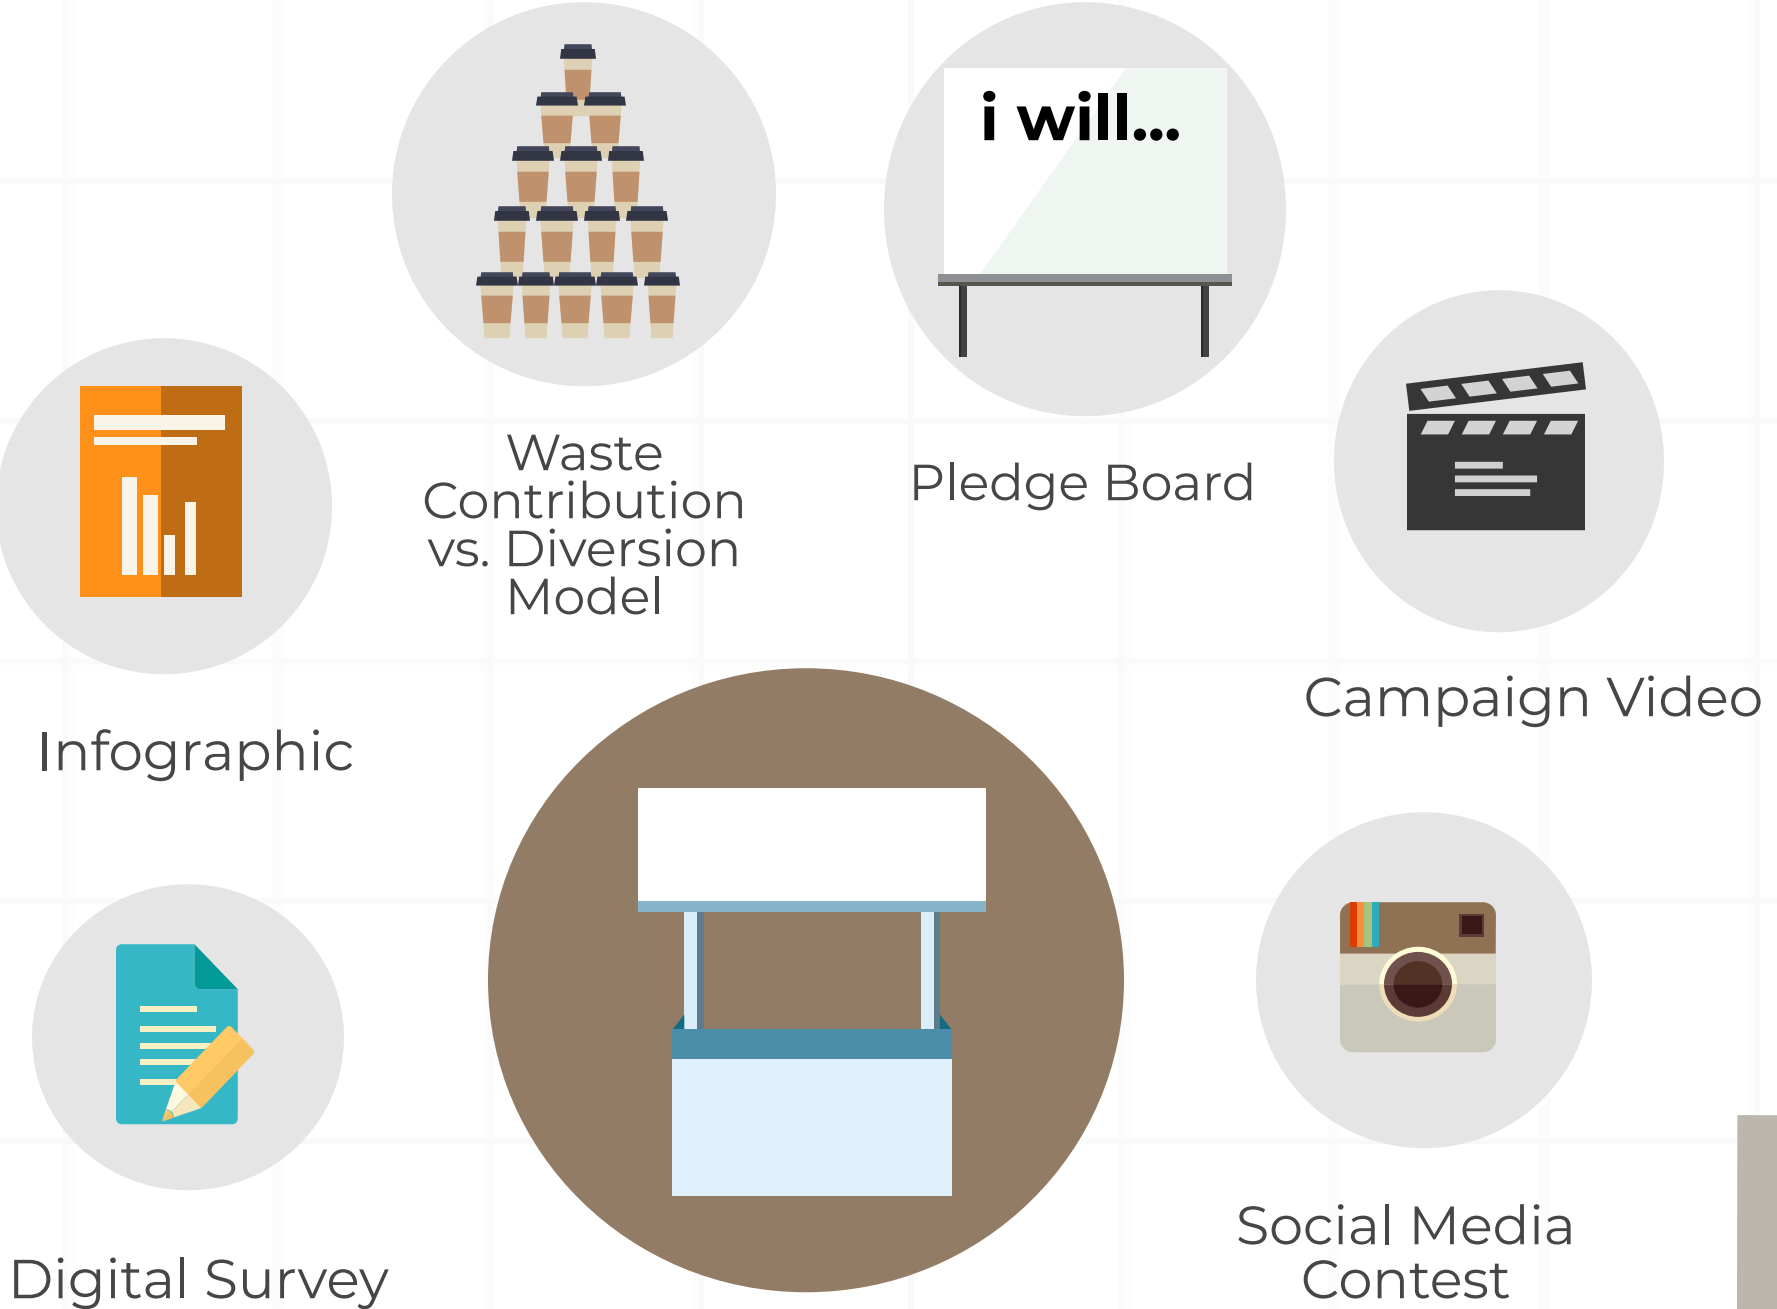 i will...
Waste
Contribution
vs. Diversion
Model
Pledge Board
Campaign Video
Infographic
Digital Survey
Social Media
Contest